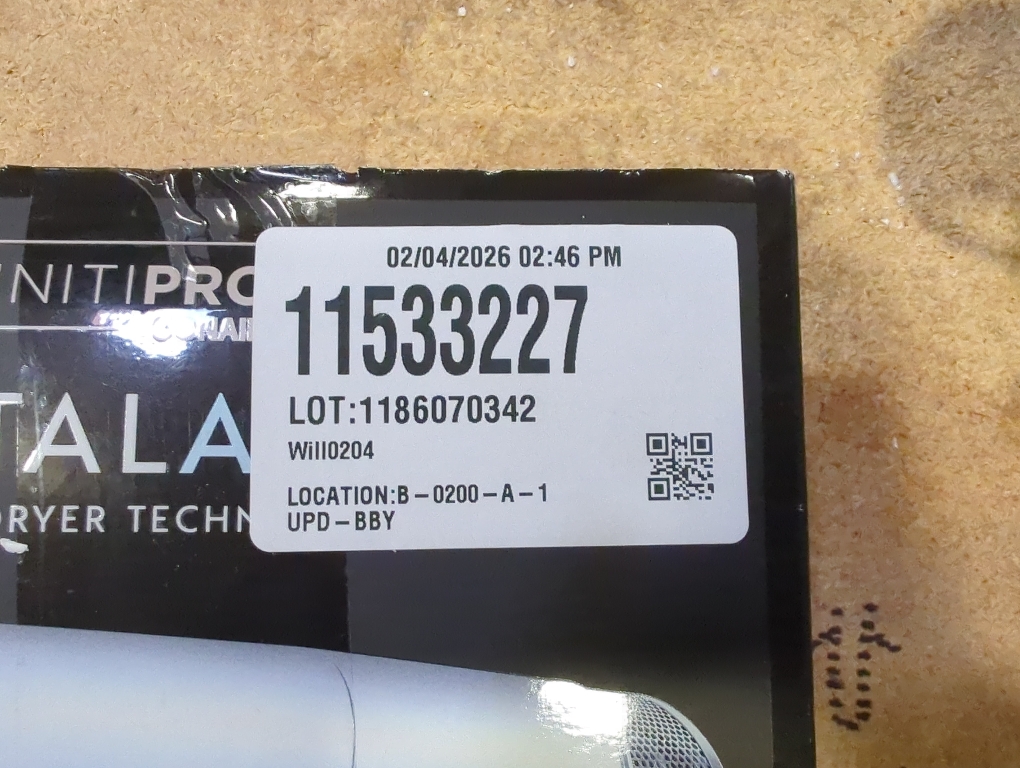 02/04/2026 02:46 PM
NITIPRO
11533227
CONAIR
LOT:1186070342
TALA
Will0204
LOCATION:B-0200-A-1
DRYER TECHN
UPD-BBY